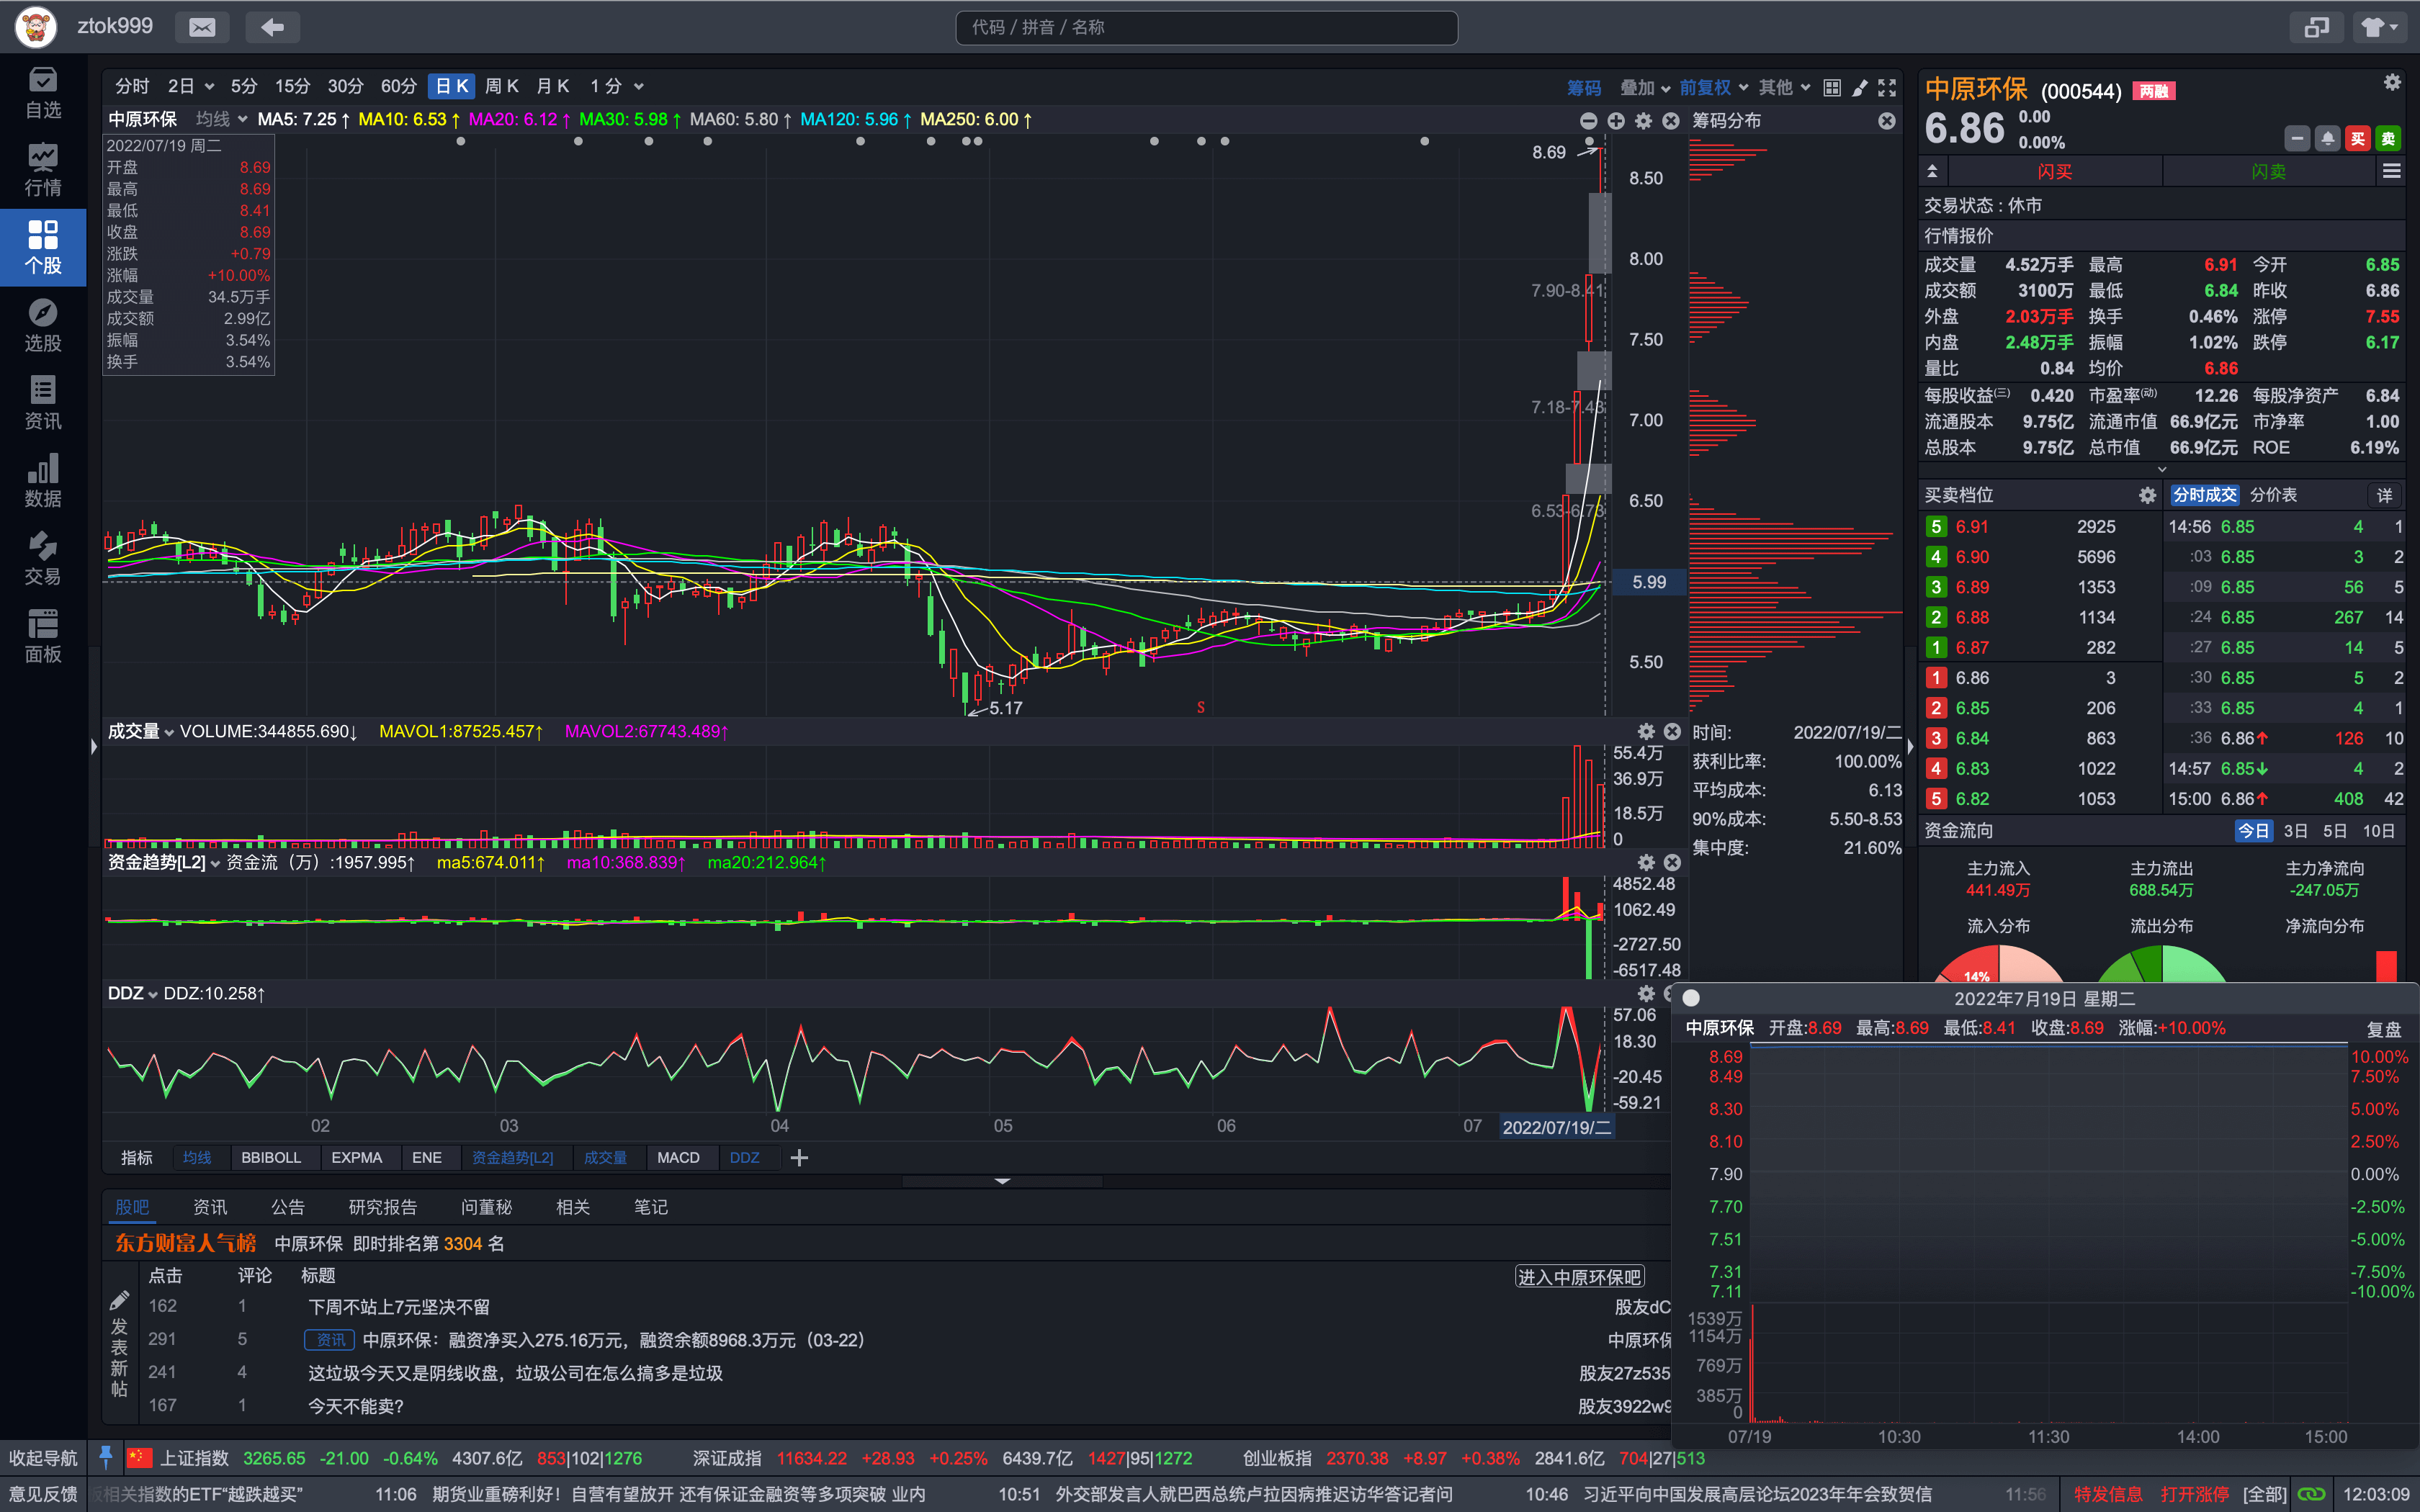 ztok999
代码 / 拼音 / 名称
自选
行情
个股
选股
资讯
数据
交易
面板
分时 2日 5分 15分 30分 60分 日K 周K 月K 1分
筹码 叠加 前复权 其他
中原环保 均线 MA5: 7.25↑ MA10: 6.53↑ MA20: 6.12↑ MA30: 5.98↑ MA60: 5.80↑ MA120: 5.96↑ MA250: 6.00↑
筹码分布
2022/07/19 周二
开盘 8.69
最高 8.69
最低 8.41
收盘 8.69
涨跌 +0.79
涨幅 +10.00%
成交量 34.5万手
成交额 2.99亿
振幅 3.54%
换手 3.54%
8.69
8.50
8.00
7.90-8.41
7.50
7.18-7.43
7.00
6.50
6.53-6.73
5.99
5.50
5.17
S
成交量 VOLUME:344855.690↓ MAVOL1:87525.457↑ MAVOL2:67743.489↑
55.4万
36.9万
18.5万
0
资金趋势[L2] 资金流（万）:1957.995↑ ma5:674.011↑ ma10:368.839↑ ma20:212.964↑
4852.48
1062.49
-2727.50
-6517.48
DDZ DDZ:10.258↑
57.06
18.30
-20.45
-59.21
02 03 04 05 06 07 2022/07/19/二
时间: 2022/07/19/二
获利比率: 100.00%
平均成本: 6.13
90%成本: 5.50-8.53
集中度: 21.60%
指标 均线 BBIBOLL EXPMA ENE 资金趋势[L2] 成交量 MACD DDZ
股吧 资讯 公告 研究报告 问董秘 相关 笔记
东方财富人气榜 中原环保 即时排名第 3304 名
点击 评论 标题
进入中原环保吧
发表新帖
162 1 下周不站上7元坚决不留 股友dC
291 5 资讯 中原环保：融资净买入275.16万元，融资余额8968.3万元（03-22） 中原环保
241 4 这垃圾今天又是阴线收盘，垃圾公司在怎么搞多是垃圾 股友27z535
167 1 今天不能卖? 股友3922w9
中原环保 (000544) 两融
6.86 0.00
0.00%
买 卖
闪买 闪卖
交易状态 : 休市
行情报价
成交量 4.52万手 最高 6.91 今开 6.85
成交额 3100万 最低 6.84 昨收 6.86
外盘 2.03万手 换手 0.46% 涨停 7.55
内盘 2.48万手 振幅 1.02% 跌停 6.17
量比 0.84 均价 6.86
每股收益(三) 0.420 市盈率(动) 12.26 每股净资产 6.84
流通股本 9.75亿 流通市值 66.9亿元 市净率 1.00
总股本 9.75亿 总市值 66.9亿元 ROE 6.19%
买卖档位 分时成交 分价表 详
5 6.91 2925
4 6.90 5696
3 6.89 1353
2 6.88 1134
1 6.87 282
1 6.86 3
2 6.85 206
3 6.84 863
4 6.83 1022
5 6.82 1053
14:56 6.85 4 1
:03 6.85 3 2
:09 6.85 56 5
:24 6.85 267 14
:27 6.85 14 5
:30 6.85 5 2
:33 6.85 4 1
:36 6.86↑ 126 10
14:57 6.85↓ 4 2
15:00 6.86↑ 408 42
资金流向 今日 3日 5日 10日
主力流入 主力流出 主力净流向
441.49万 688.54万 -247.05万
流入分布 流出分布 净流向分布
14%
2022年7月19日 星期二
中原环保 开盘:8.69 最高:8.69 最低:8.41 收盘:8.69 涨幅:+10.00%
复盘
8.69 10.00%
8.49 7.50%
8.30 5.00%
8.10 2.50%
7.90 0.00%
7.70 -2.50%
7.51 -5.00%
7.31 -7.50%
7.11 -10.00%
1539万
1154万
769万
385万
0
07/19 10:30 11:30 14:00 15:00
收起导航 上证指数 3265.65 -21.00 -0.64% 4307.6亿 853|102|1276 深证成指 11634.22 +28.93 +0.25% 6439.7亿 1427|95|1272 创业板指 2370.38 +8.97 +0.38% 2841.6亿 704|27|513
意见反馈 相关指数的ETF“越跌越买” 11:06 期货业重磅利好！自营有望放开 还有保证金融资等多项突破 业内 10:51 外交部发言人就巴西总统卢拉因病推迟访华答记者问 10:46 习近平向中国发展高层论坛2023年年会致贺信 11:56 特发信息 打开涨停 [全部] 12:03:09